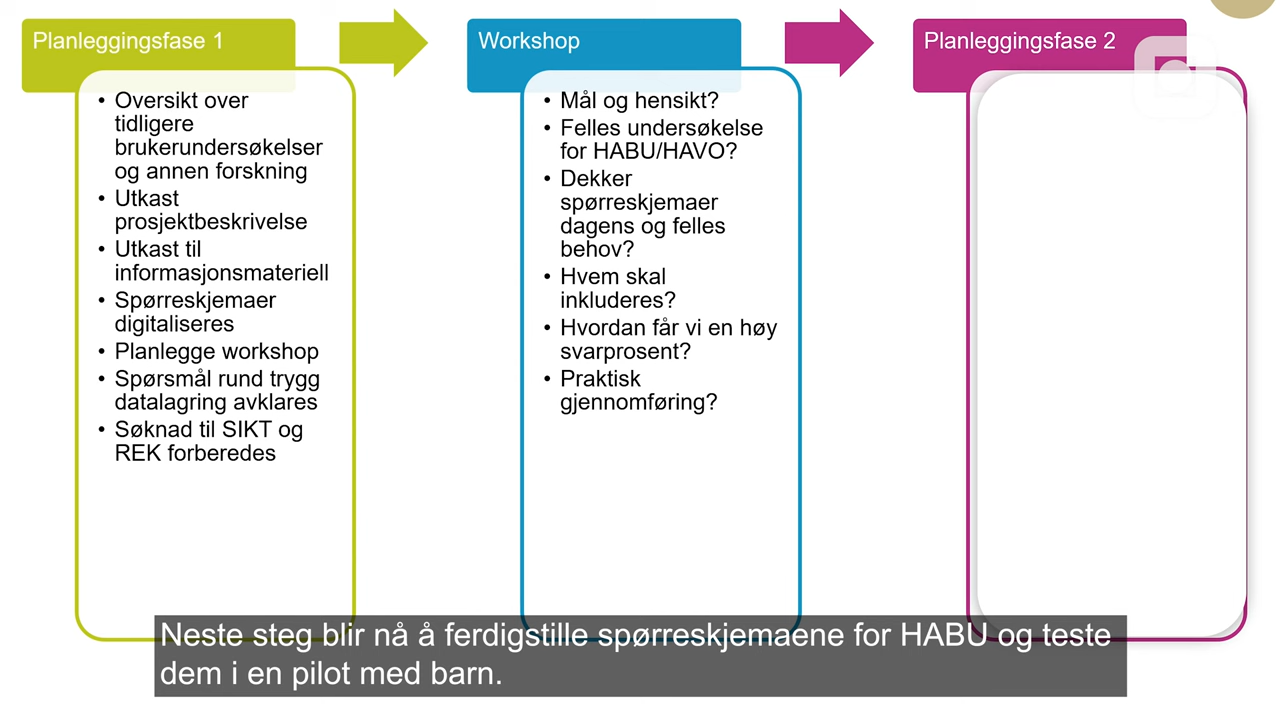 Planleggingsfase 1
• Oversikt over
tidligere
brukerundersøkelser
og annen forskning
• Utkast
prosjektbeskrivelse
• Utkast til
informasjonsmateriell
• Spørreskjemaer
digitaliseres
• Planlegge workshop
• Spørsmål rund trygg
datalagring avklares
• Søknad til SIKT og
REK forberedes
Workshop
• Mål og hensikt?
• Felles undersøkelse
for HABU/HAVO?
• Dekker
spørreskjemaer
dagens og felles
behov?
• Hvem skal
inkluderes?
• Hvordan får vi en høy
svarprosent?
• Praktisk
gjennomføring?
Planleggingsfase 2
Neste steg blir nå å ferdigstille spørreskjemaene for HABU og teste
dem i en pilot med barn.